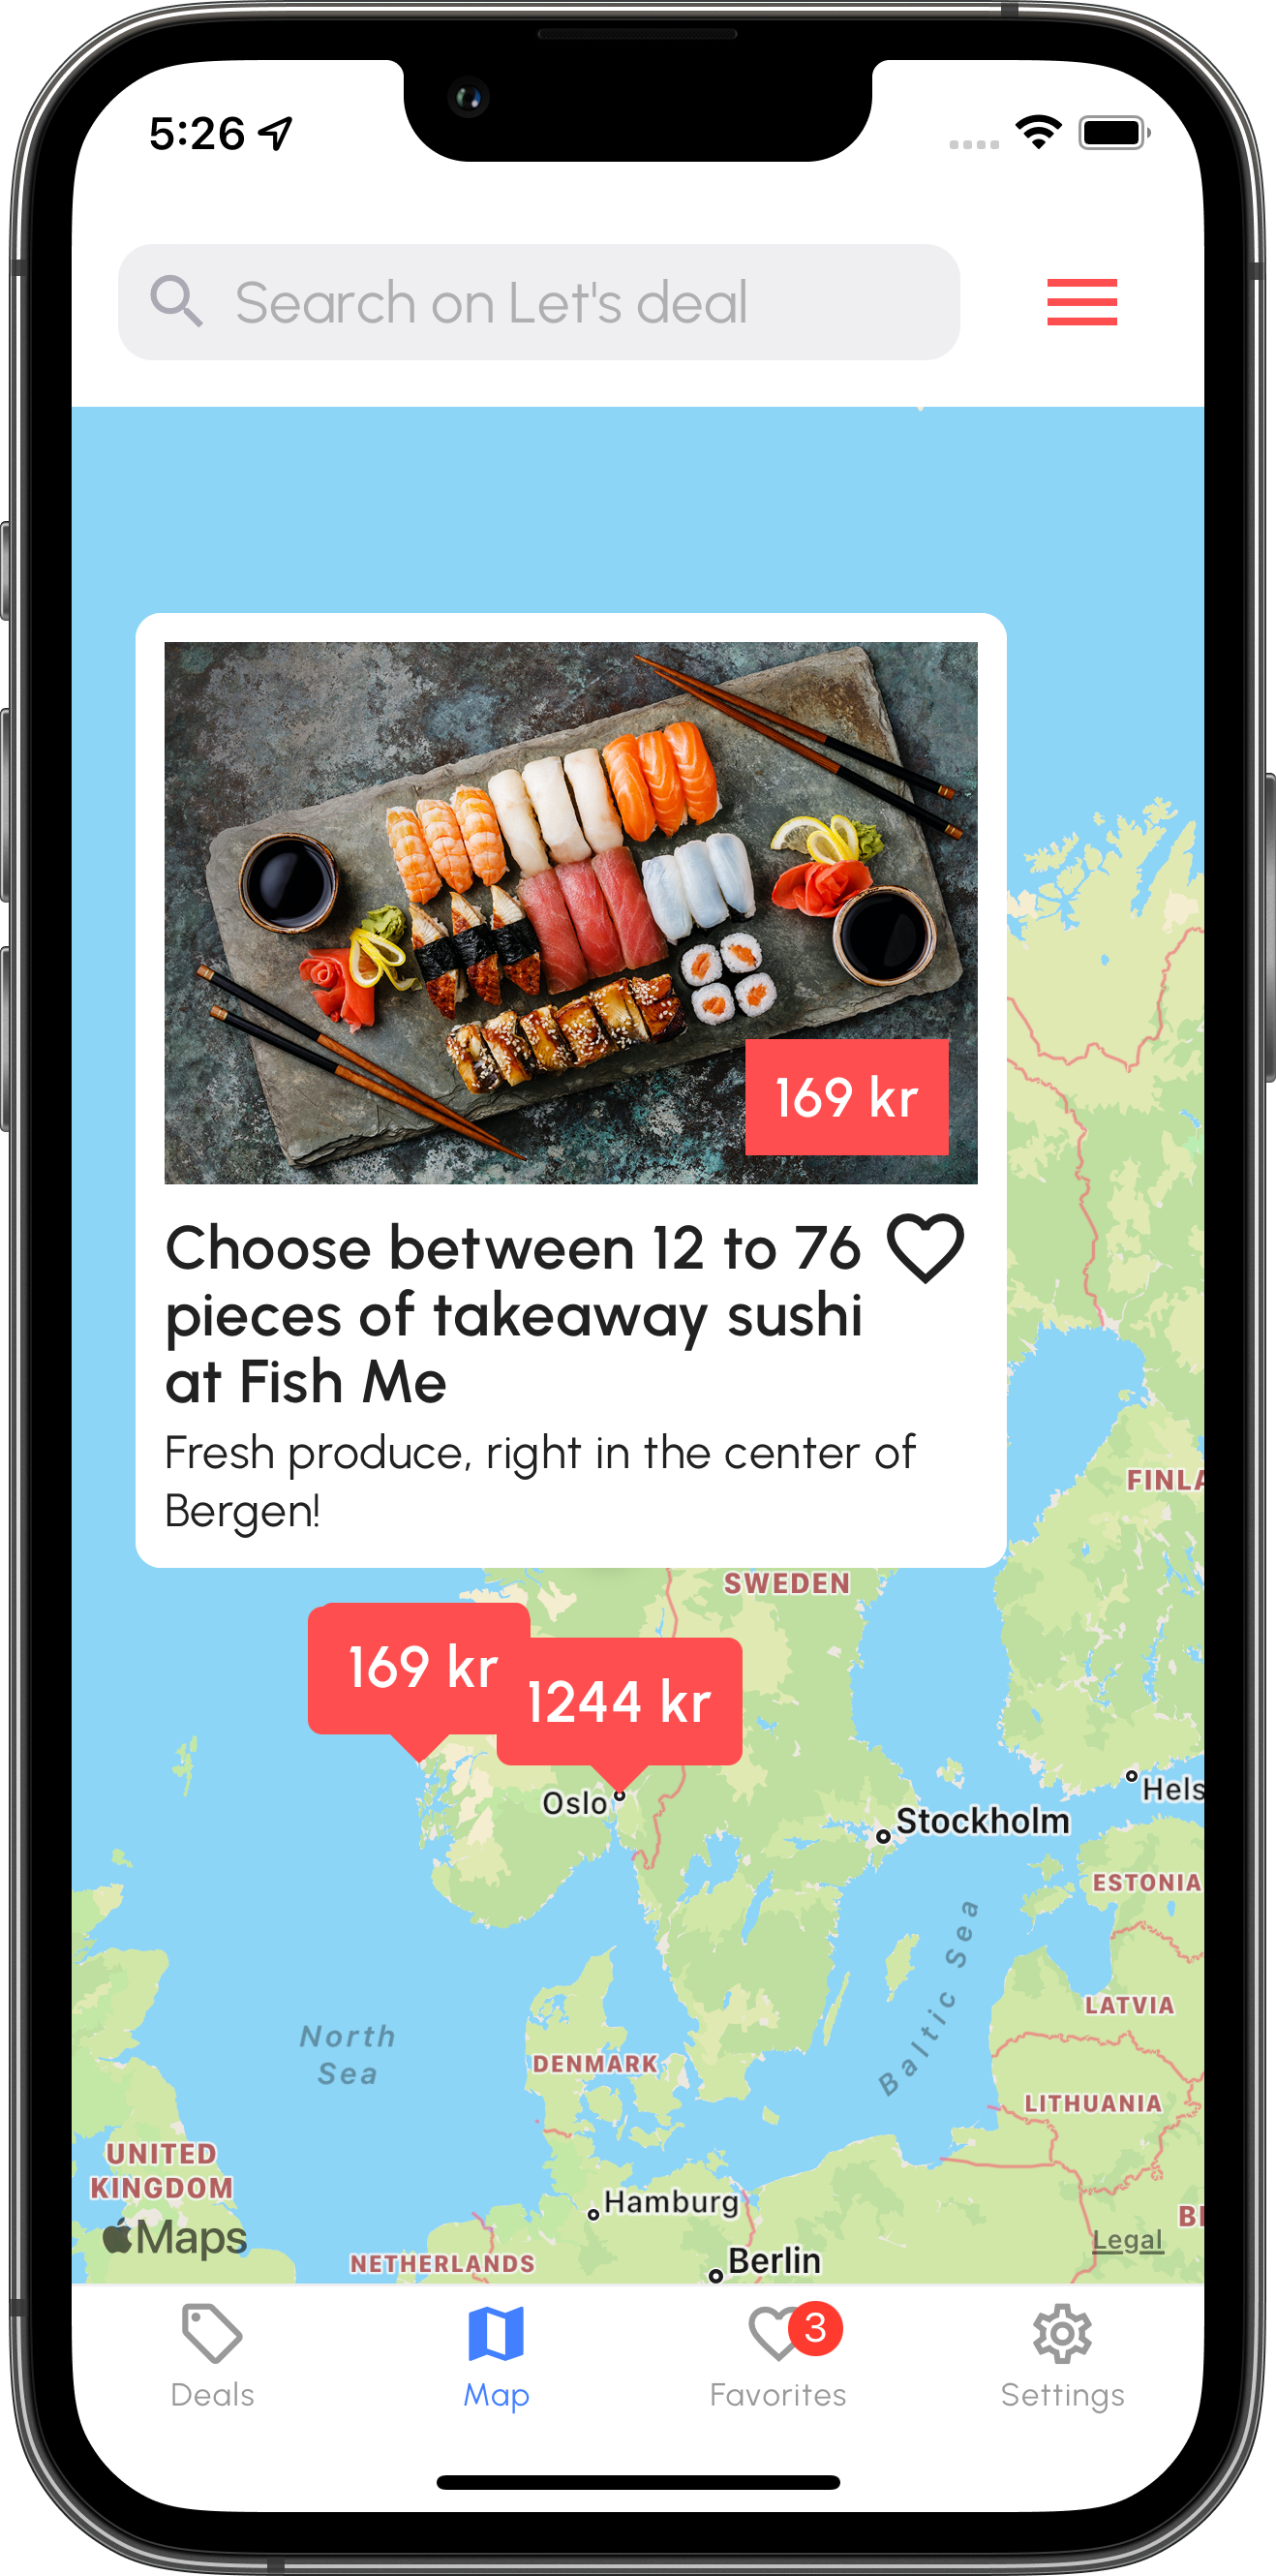 5:26
Search on Let's deal
169 kr
Choose between 12 to 76
pieces of takeaway sushi
at Fish Me
Fresh produce, right in the center of
Bergen!
FINLA
SWEDEN
169 kr
1244 kr
Oslo
Hels
Stockholm
ESTONIA
Baltic Sea
LATVIA
North
Sea
DENMARK
LITHUANIA
UNITED
KINGDOM
Hamburg
BE
Maps
Legal
NETHERLANDS
Berlin
3
Deals
Map
Favorites
Settings